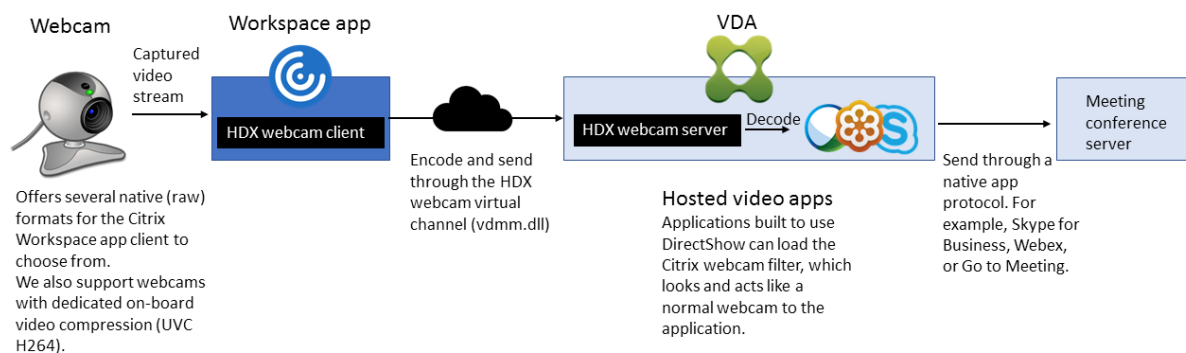 Webcam
Captured
video
stream
Offers several native (raw)
formats for the Citrix
Workspace app client to
choose from.
We also support webcams
with dedicated on-board
video compression (UVC
H264).
Workspace app
HDX webcam client
Encode and send
through the HDX
webcam virtual
channel (vdmm.dll)
VDA
HDX webcam server
Decode
S
Hosted video apps
Applications built to use
DirectShow can load the
Citrix webcam filter, which
looks and acts like a
normal webcam to the
application.
Send through a
native app
protocol. For
example, Skype for
Business, Webex,
or Go to Meeting.
Meeting
conference
server